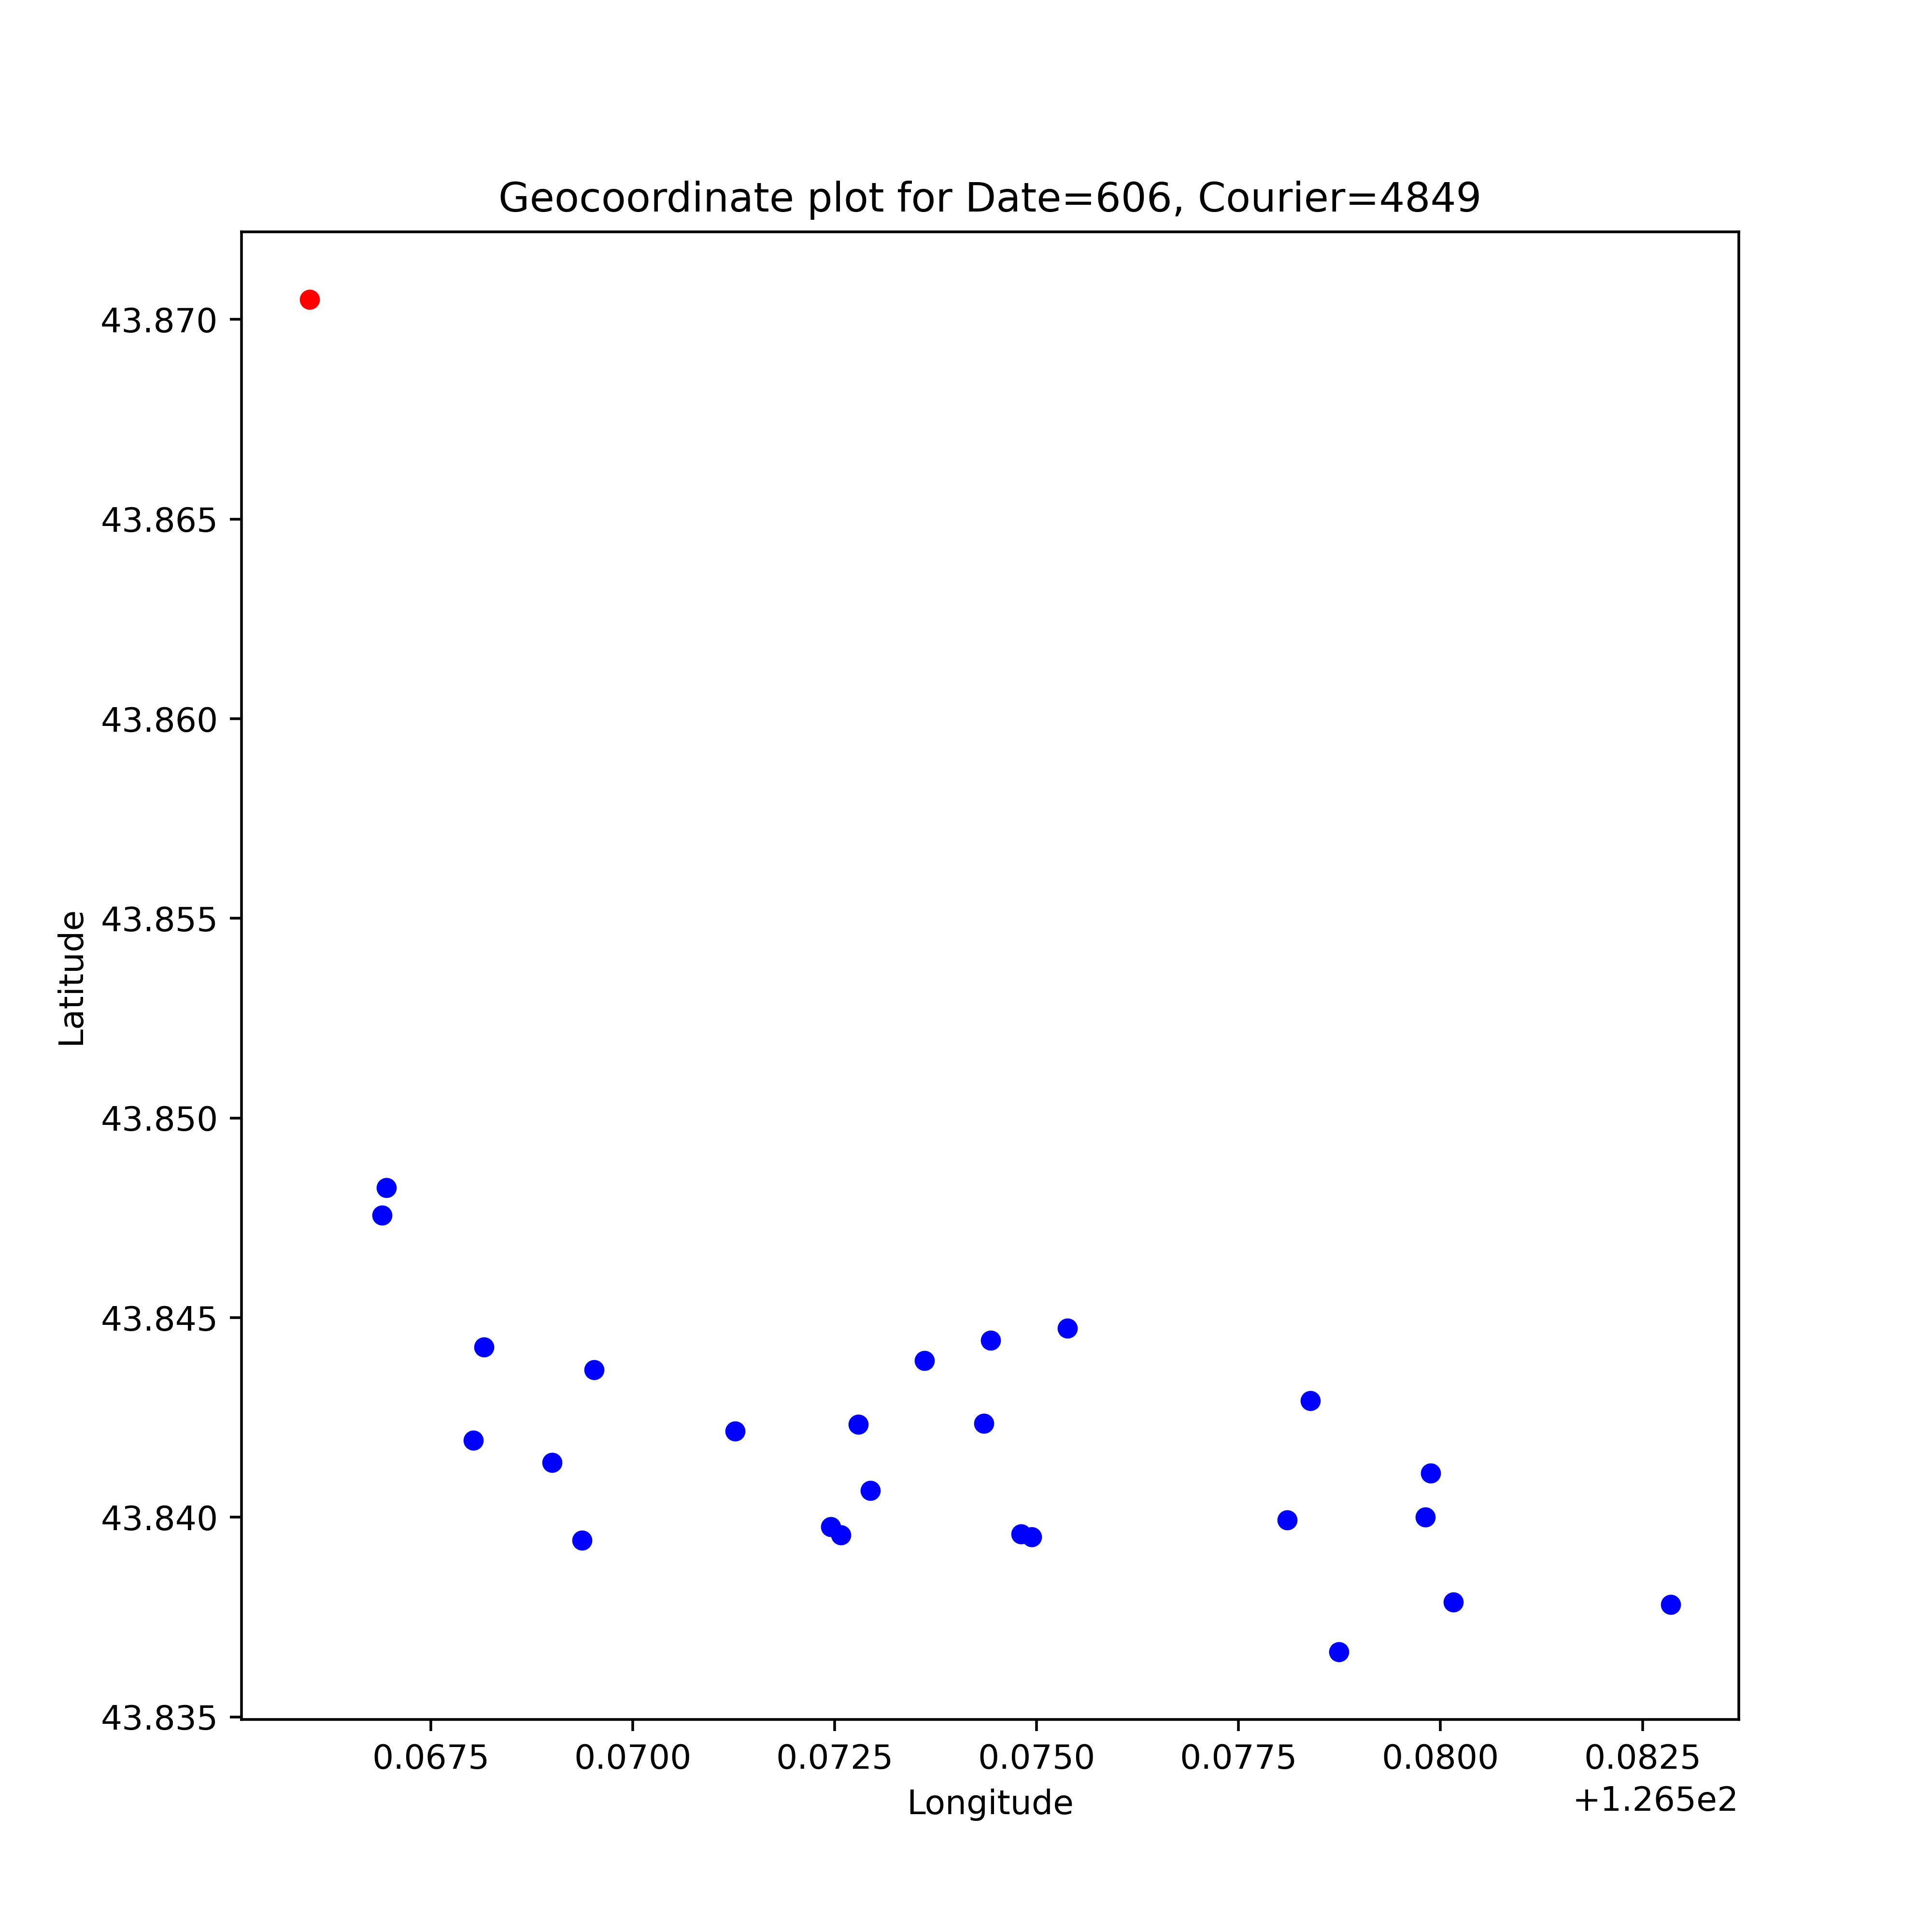 Geocoordinate plot for Date=606, Courier=4849
43.870
43.865
43.860
43.855
43.850
43.845
43.840
43.835
Latitude
0.0675 0.0700 0.0725 0.0750 0.0775 0.0800 0.0825
+1.265e2
Longitude